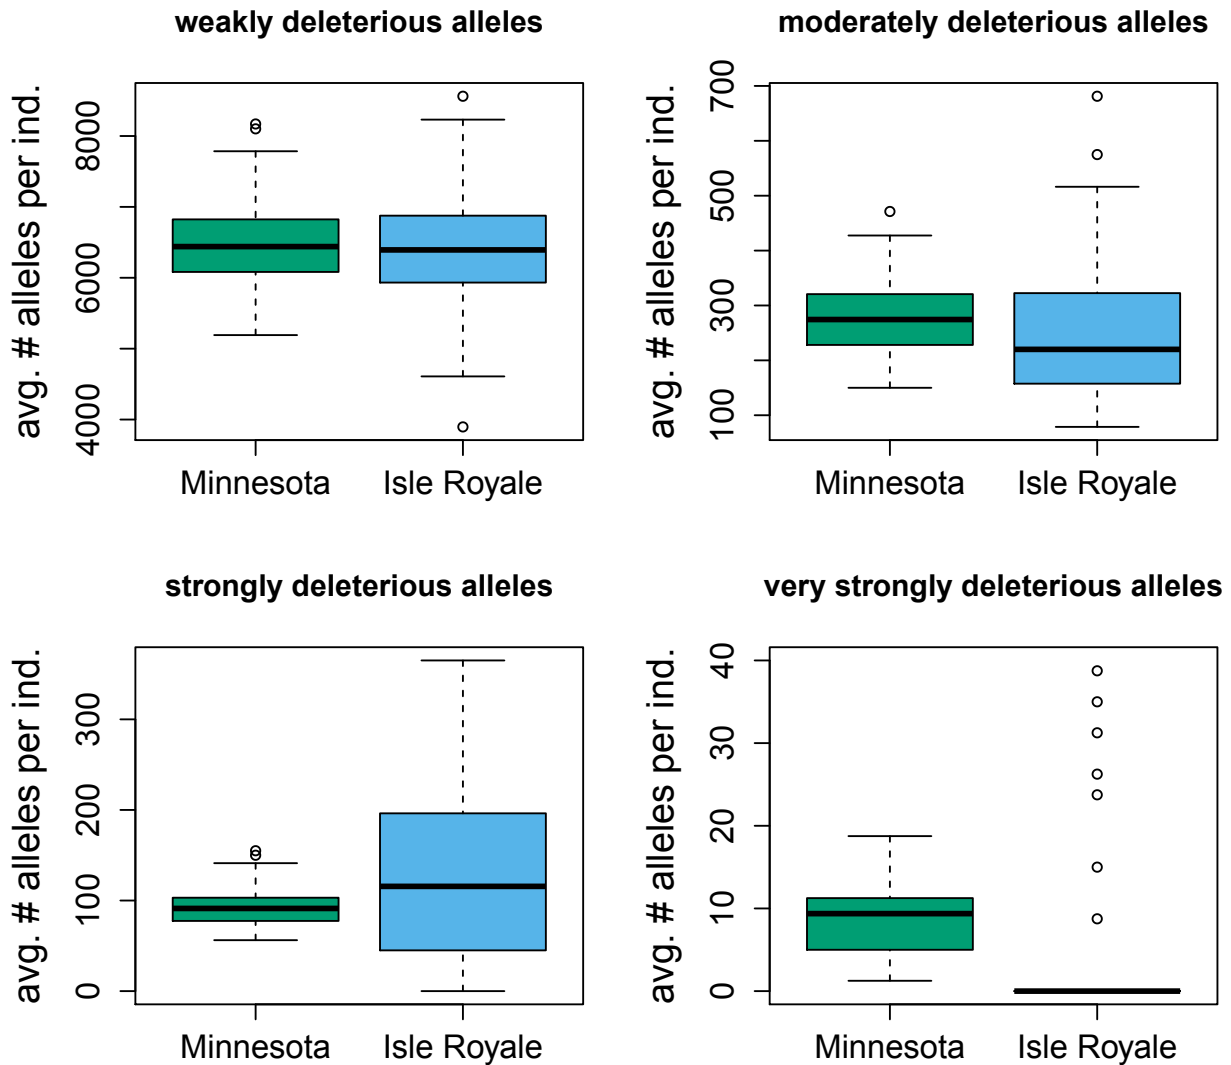 weakly deleterious alleles
avg. # alleles per ind.
8000
6000
4000
Minnesota
Isle Royale
moderately deleterious alleles
avg. # alleles per ind.
700
500
300
100
Minnesota
Isle Royale
strongly deleterious alleles
avg. # alleles per ind.
300
200
100
0
Minnesota
Isle Royale
very strongly deleterious alleles
avg. # alleles per ind.
40
30
20
10
0
Minnesota
Isle Royale